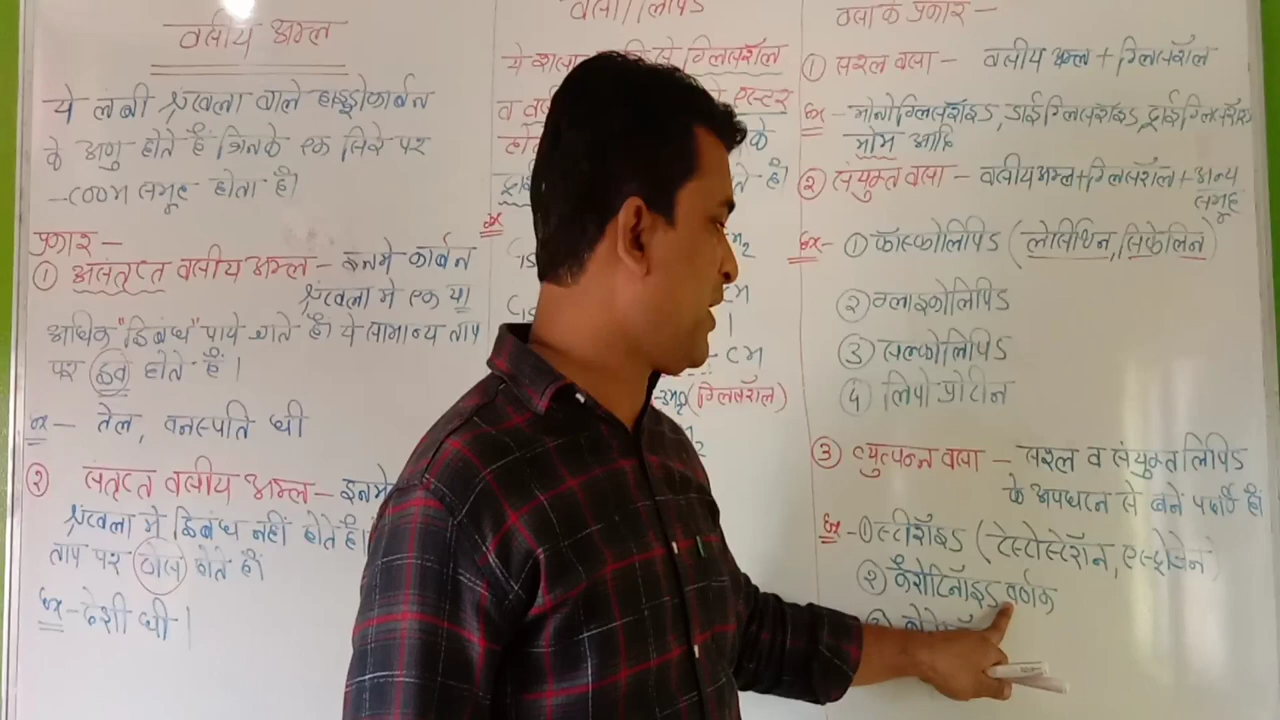 वसीय अम्ल
ये लंबी श्रृंखला वाले हाइड्रोकार्बन
के अणु होते हैं जिनके एक सिरे पर
-COOH समूह होता है।
प्रकार -
① असंतृप्त वसीय अम्ल - इनमे कार्बन
श्रृंखला मे एक या
अधिक "द्विबंध" पाये जाते हैं। ये सामान्य ताप
पर द्रव होते हैं।
Ex - तेल, वनस्पति घी
② संतृप्त वसीय अम्ल - इनमे
श्रृंखला मे द्विबंध नहीं होते हैं।
ताप पर ठोस होते हैं।
Ex - देशी घी।
वसा/लिपिड
ग्लिसरॉल
व
एस्टर
के
है।
Ex
CH
- CH
(ग्लिसरॉल)
वसा के प्रकार -
① सरल वसा - वसीय अम्ल + ग्लिसरॉल
Ex - मोनोग्लिसरॉइड, डाईग्लिसरॉइड, ट्राईग्लिसरॉइड
मोम आदि
② संयुक्त वसा - वसीयअम्ल+ग्लिसरॉल+अन्य
समूह
Ex - ① फॉस्फोलिपिड (लेसिथिन, सिफेलिन)
② ग्लाइकोलिपिड
③ सल्फोलिपिड
④ लिपो प्रोटीन
③ व्युत्पन्न वसा - सरल व संयुक्त लिपिड
के अपघटन से बनें पदार्थ हैं।
Ex - ① स्टीरॉइड (टेस्टोस्टेरॉन, एस्ट्रोजेन)
② कैरोटिनॉइड वर्णक